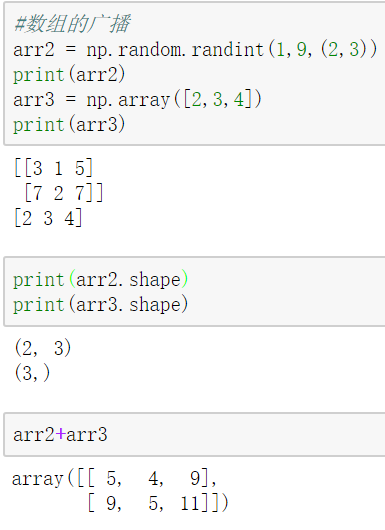 #数组的广播
arr2 = np.random.randint(1,9,(2,3))
print(arr2)
arr3 = np.array([2,3,4])
print(arr3)
[[3 1 5]
 [7 2 7]]
[2 3 4]
print(arr2.shape)
print(arr3.shape)
(2, 3)
(3,)
arr2+arr3
array([[ 5,  4,  9],
       [ 9,  5, 11]])